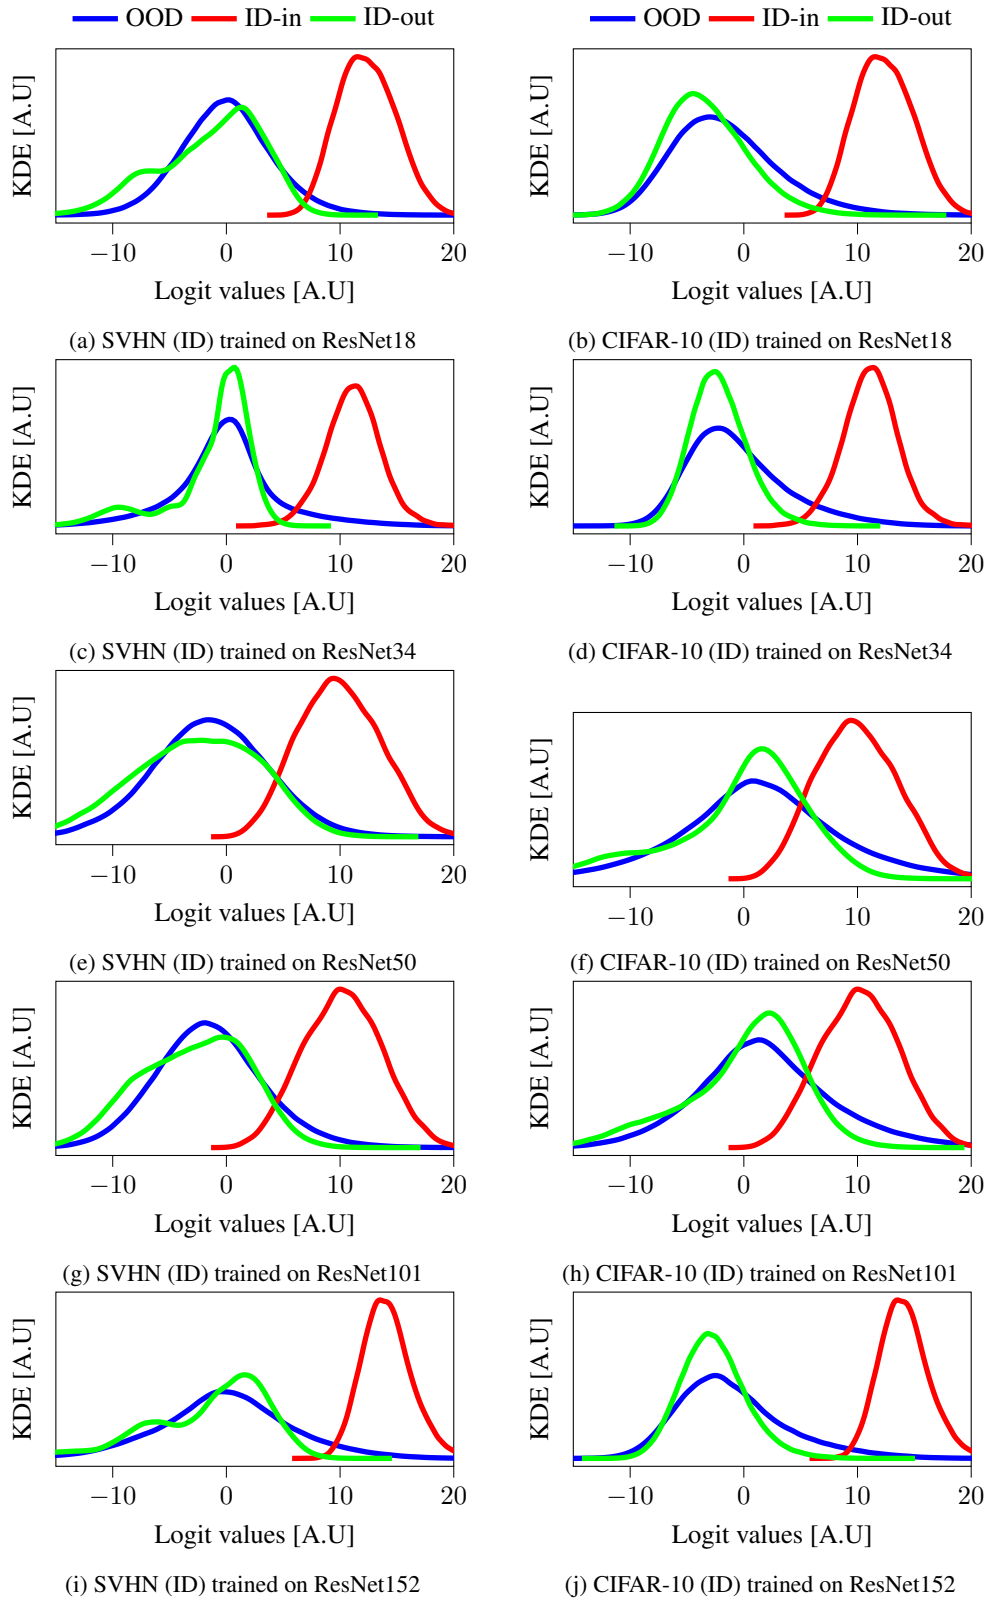 OOD ID-in ID-out OOD ID-in ID-out
KDE [A.U] KDE [A.U]
−10 0 10 20 −10 0 10 20
Logit values [A.U] Logit values [A.U]
(a) SVHN (ID) trained on ResNet18 (b) CIFAR-10 (ID) trained on ResNet18
KDE [A.U] KDE [A.U]
−10 0 10 20 −10 0 10 20
Logit values [A.U] Logit values [A.U]
(c) SVHN (ID) trained on ResNet34 (d) CIFAR-10 (ID) trained on ResNet34
KDE [A.U] KDE [A.U]
−10 0 10 20 −10 0 10 20
Logit values [A.U] Logit values [A.U]
(e) SVHN (ID) trained on ResNet50 (f) CIFAR-10 (ID) trained on ResNet50
KDE [A.U] KDE [A.U]
−10 0 10 20 −10 0 10 20
Logit values [A.U] Logit values [A.U]
(g) SVHN (ID) trained on ResNet101 (h) CIFAR-10 (ID) trained on ResNet101
KDE [A.U] KDE [A.U]
−10 0 10 20 −10 0 10 20
Logit values [A.U] Logit values [A.U]
(i) SVHN (ID) trained on ResNet152 (j) CIFAR-10 (ID) trained on ResNet152